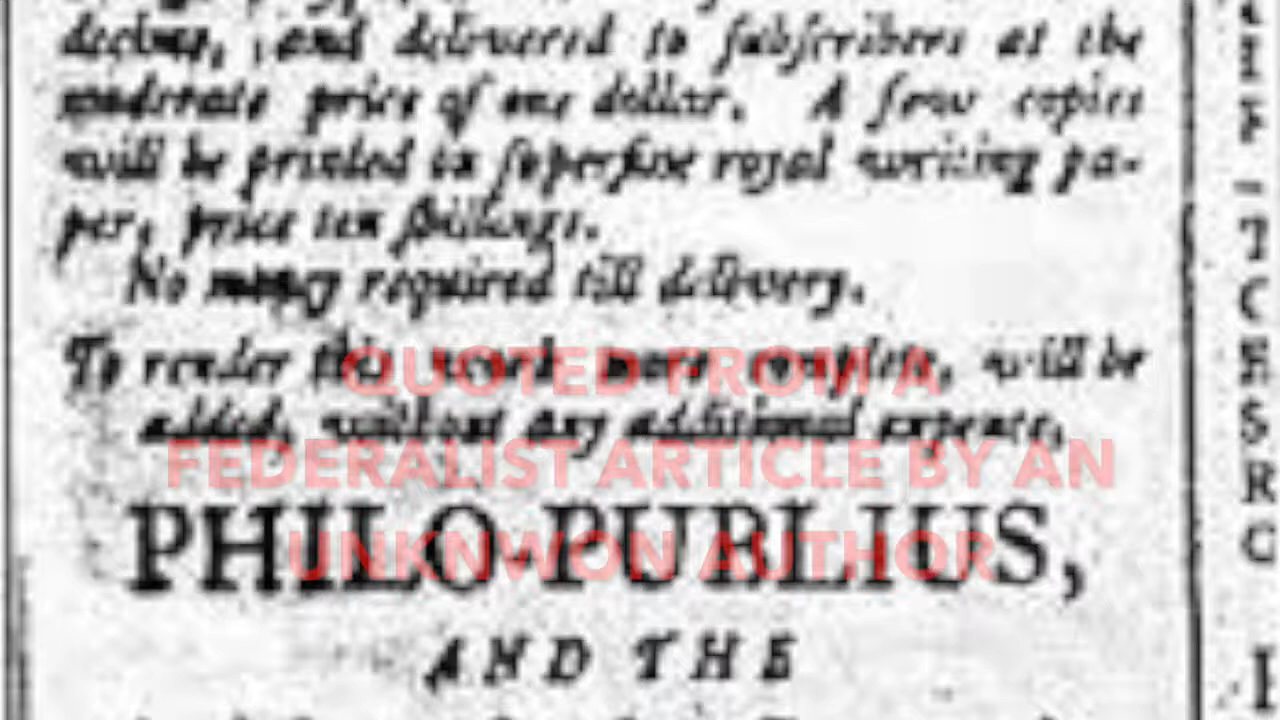 and delivered to ſubſcribers at the
moderate price of one dollar. A few copies
will be printed on ſuperfine royal writing pa-
per, price ten ſhillings.
No money required till delivery.
To render this work more complete, will be
added, without any additional expence,
PHILO-PUBLIUS,
AND THE
QUOTED FROM A
FEDERALIST ARTICLE BY AN
UNKNWON AUTHOR